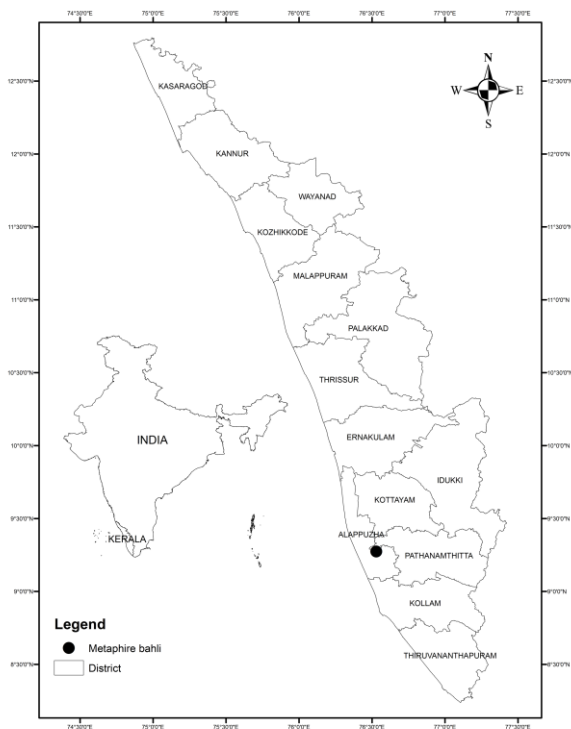 74°30'0"E 75°0'0"E 75°30'0"E 76°0'0"E 76°30'0"E 77°0'0"E 77°30'0"E
N
W E
S
12°30'0"N 12°30'0"N
KASARAGOD
12°0'0"N 12°0'0"N
KANNUR
WAYANAD
11°30'0"N 11°30'0"N
KOZHIKKODE
MALAPPURAM
11°0'0"N 11°0'0"N
PALAKKAD
10°30'0"N 10°30'0"N
THRISSUR
INDIA
ERNAKULAM
10°0'0"N 10°0'0"N
IDUKKI
KOTTAYAM
9°30'0"N 9°30'0"N
ALAPPUZHA
KERALA
PATHANAMTHITTA
9°0'0"N 9°0'0"N
KOLLAM
Legend
Metaphire bahli
District
THIRUVANANTHAPURAM
8°30'0"N 8°30'0"N
74°30'0"E 75°0'0"E 75°30'0"E 76°0'0"E 76°30'0"E 77°0'0"E 77°30'0"E